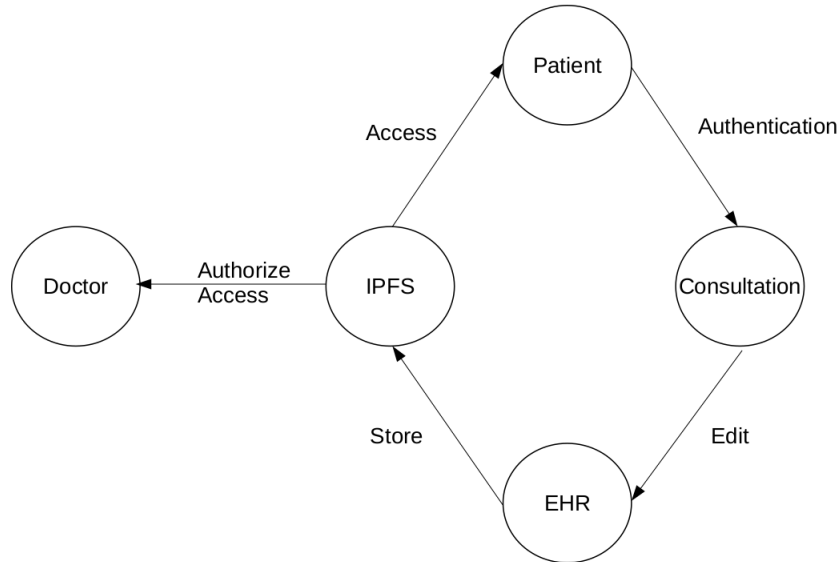 Patient
Access
Authentication
Doctor
Authorize
Access
IPFS
Consultation
Store
Edit
EHR